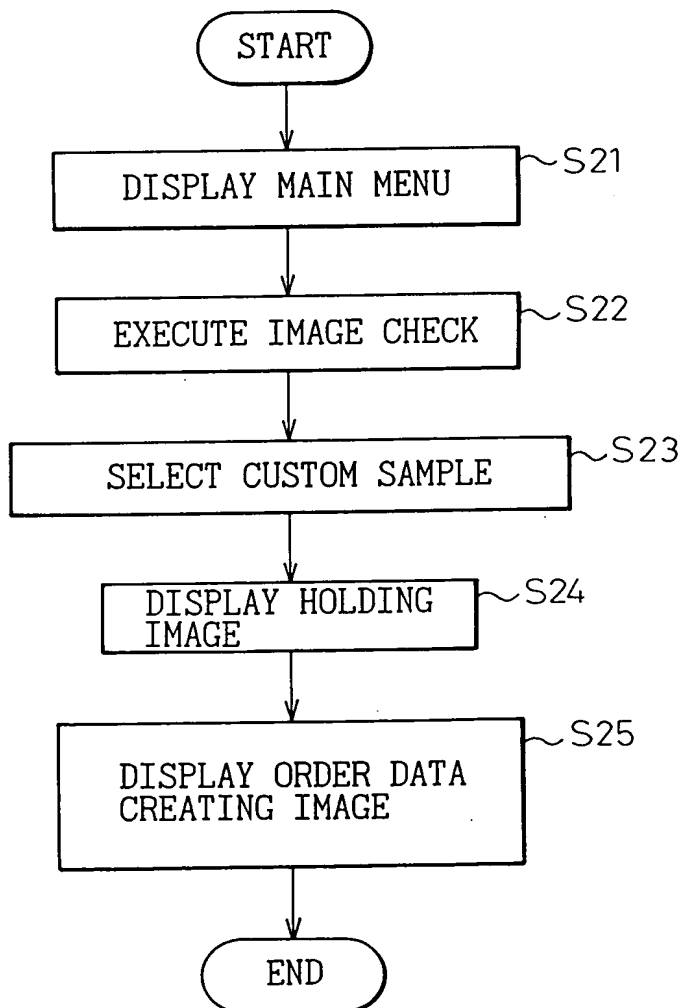 START
DISPLAY MAIN MENU
S21
EXECUTE IMAGE CHECK
S22
SELECT CUSTOM SAMPLE
S23
DISPLAY HOLDING
IMAGE
S24
DISPLAY ORDER DATA
CREATING IMAGE
S25
END